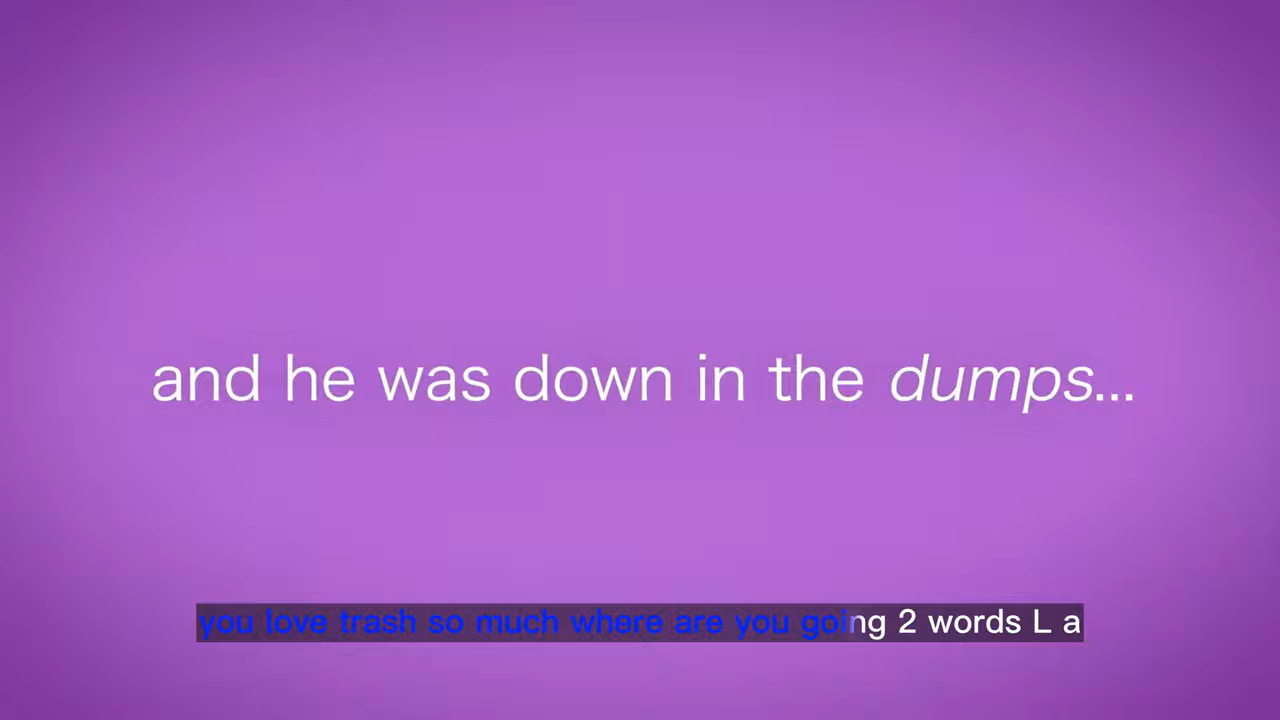 and he was down in the dumps...
you love trash so much where are you going 2 words L a